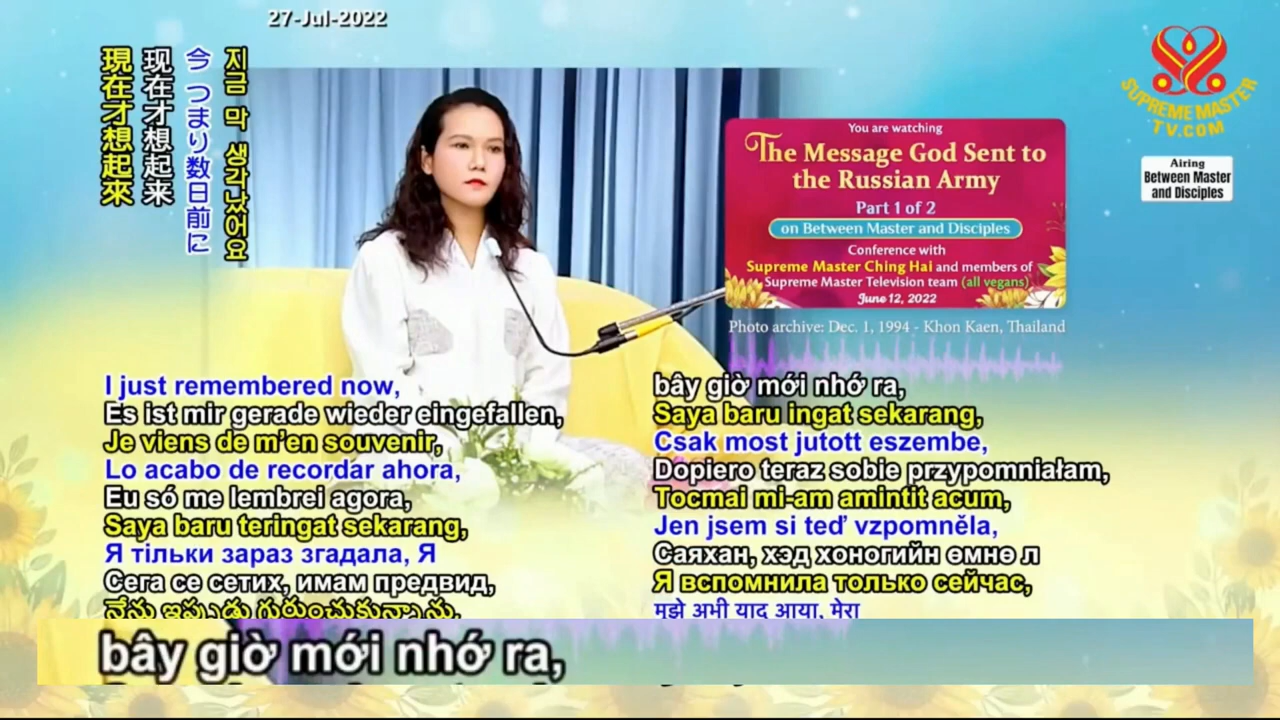 27-Jul-2022
現在才想起來
现在才想起来
今 つまり数日前に
지금 막 생각났어요
SUPREME MASTER
TV.COM
Airing
Between Master
and Disciples
You are watching
The Message God Sent to
the Russian Army
Part 1 of 2
on Between Master and Disciples
Conference with
Supreme Master Ching Hai and members of
Supreme Master Television team (all vegans)
June 12, 2022
Photo archive: Dec. 1, 1994 - Khon Kaen, Thailand
I just remembered now,
Es ist mir gerade wieder eingefallen,
Je viens de m'en souvenir,
Lo acabo de recordar ahora,
Eu só me lembrei agora,
Saya baru teringat sekarang,
Я тільки зараз згадала, Я
Сега се сетих, имам предвид,
నేను ఇప్పుడు గుర్తుంచుకున్నాను,
bây giờ mới nhớ ra,
Saya baru ingat sekarang,
Csak most jutott eszembe,
Dopiero teraz sobie przypomniałam,
Tocmai mi-am amintit acum,
Jen jsem si teď vzpomněla,
Саяхан, хэд хоногийн өмнө л
Я вспомнила только сейчас,
मुझे अभी याद आया, मेरा
bây giờ mới nhớ ra,